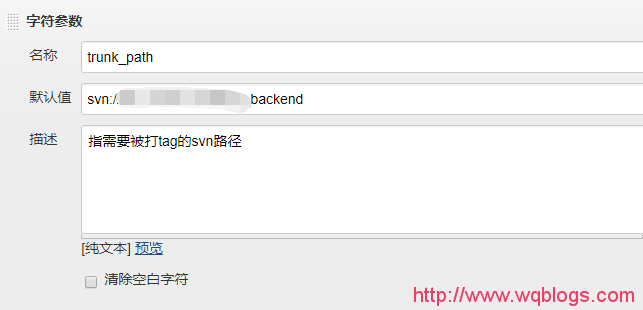 字符参数
名称 trunk_path
默认值 svn:/ backend
描述 指需要被打tag的svn路径
[纯文本] 预览
清除空白字符
http://www.wqblogs.com